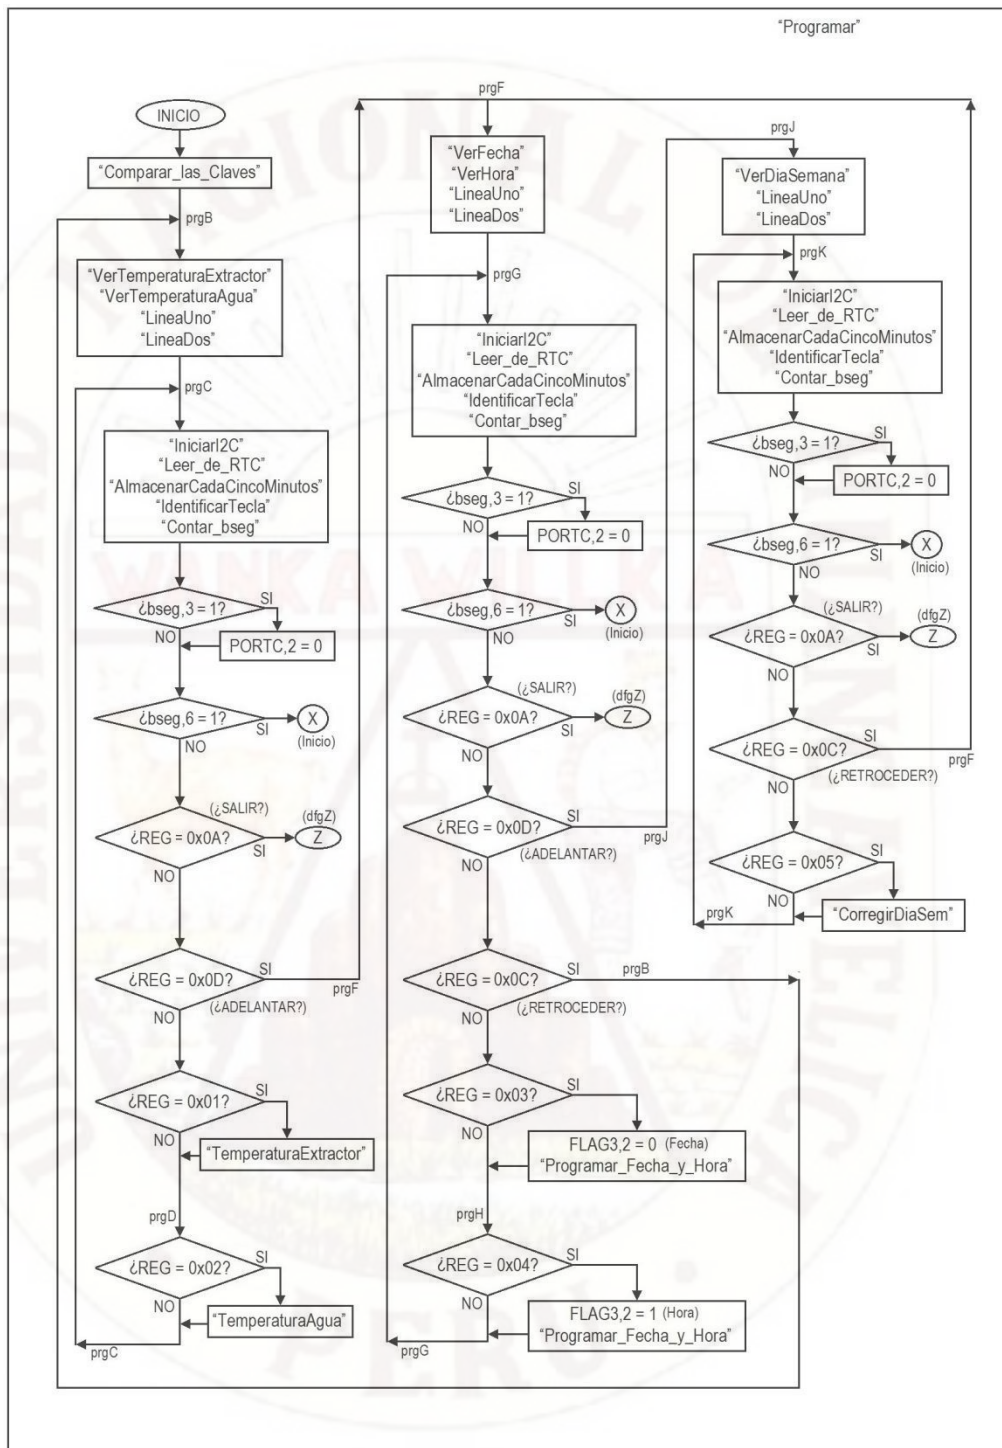 “Programar”
INICIO
“Comparar_las_Claves”
prgB
“VerTemperaturaExtractor”
“VerTemperaturaAgua”
“LineaUno”
“LineaDos”
prgC
“IniciarI2C”
“Leer_de_RTC”
“AlmacenarCadaCincoMinutos”
“IdentificarTecla”
“Contar_bseg”
¿bseg,3 = 1?
SI
NO
PORTC,2 = 0
¿bseg,6 = 1?
SI
X
(Inicio)
NO
(¿SALIR?)
¿REG = 0x0A?
SI
(dfgZ)
Z
NO
¿REG = 0x0D?
SI
prgF
(¿ADELANTAR?)
NO
¿REG = 0x01?
SI
NO
“TemperaturaExtractor”
prgD
¿REG = 0x02?
SI
NO
“TemperaturaAgua”
prgC
prgF
“VerFecha”
“VerHora”
“LineaUno”
“LineaDos”
prgG
“IniciarI2C”
“Leer_de_RTC”
“AlmacenarCadaCincoMinutos”
“IdentificarTecla”
“Contar_bseg”
¿bseg,3 = 1?
SI
NO
PORTC,2 = 0
¿bseg,6 = 1?
SI
X
(Inicio)
NO
(¿SALIR?)
¿REG = 0x0A?
SI
(dfgZ)
Z
NO
¿REG = 0x0D?
SI
prgJ
(¿ADELANTAR?)
NO
¿REG = 0x0C?
SI
prgB
(¿RETROCEDER?)
NO
¿REG = 0x03?
SI
NO
FLAG3,2 = 0 (Fecha)
“Programar_Fecha_y_Hora”
prgH
¿REG = 0x04?
SI
NO
FLAG3,2 = 1 (Hora)
“Programar_Fecha_y_Hora”
prgG
prgJ
“VerDiaSemana”
“LineaUno”
“LineaDos”
prgK
“IniciarI2C”
“Leer_de_RTC”
“AlmacenarCadaCincoMinutos”
“IdentificarTecla”
“Contar_bseg”
¿bseg,3 = 1?
SI
NO
PORTC,2 = 0
¿bseg,6 = 1?
SI
X
(Inicio)
NO
(¿SALIR?)
¿REG = 0x0A?
SI
(dfgZ)
Z
NO
¿REG = 0x0C?
SI
prgF
(¿RETROCEDER?)
NO
¿REG = 0x05?
SI
NO
“CorregirDiaSem”
prgK
UNIVERSIDAD NACIONAL DE HUANCAVELICA
WANKA WILLKA
PERU